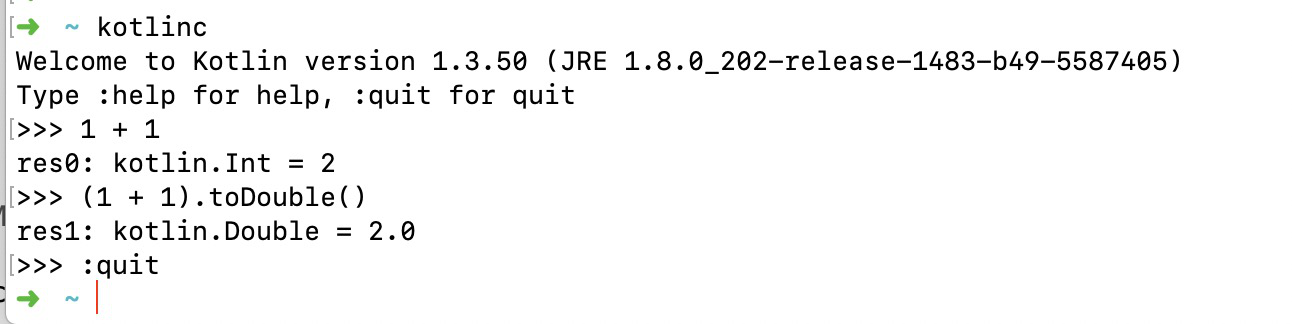 ➜ ~ kotlinc
Welcome to Kotlin version 1.3.50 (JRE 1.8.0_202-release-1483-b49-5587405)
Type :help for help, :quit for quit
>>> 1 + 1
res0: kotlin.Int = 2
>>> (1 + 1).toDouble()
res1: kotlin.Double = 2.0
>>> :quit
➜ ~